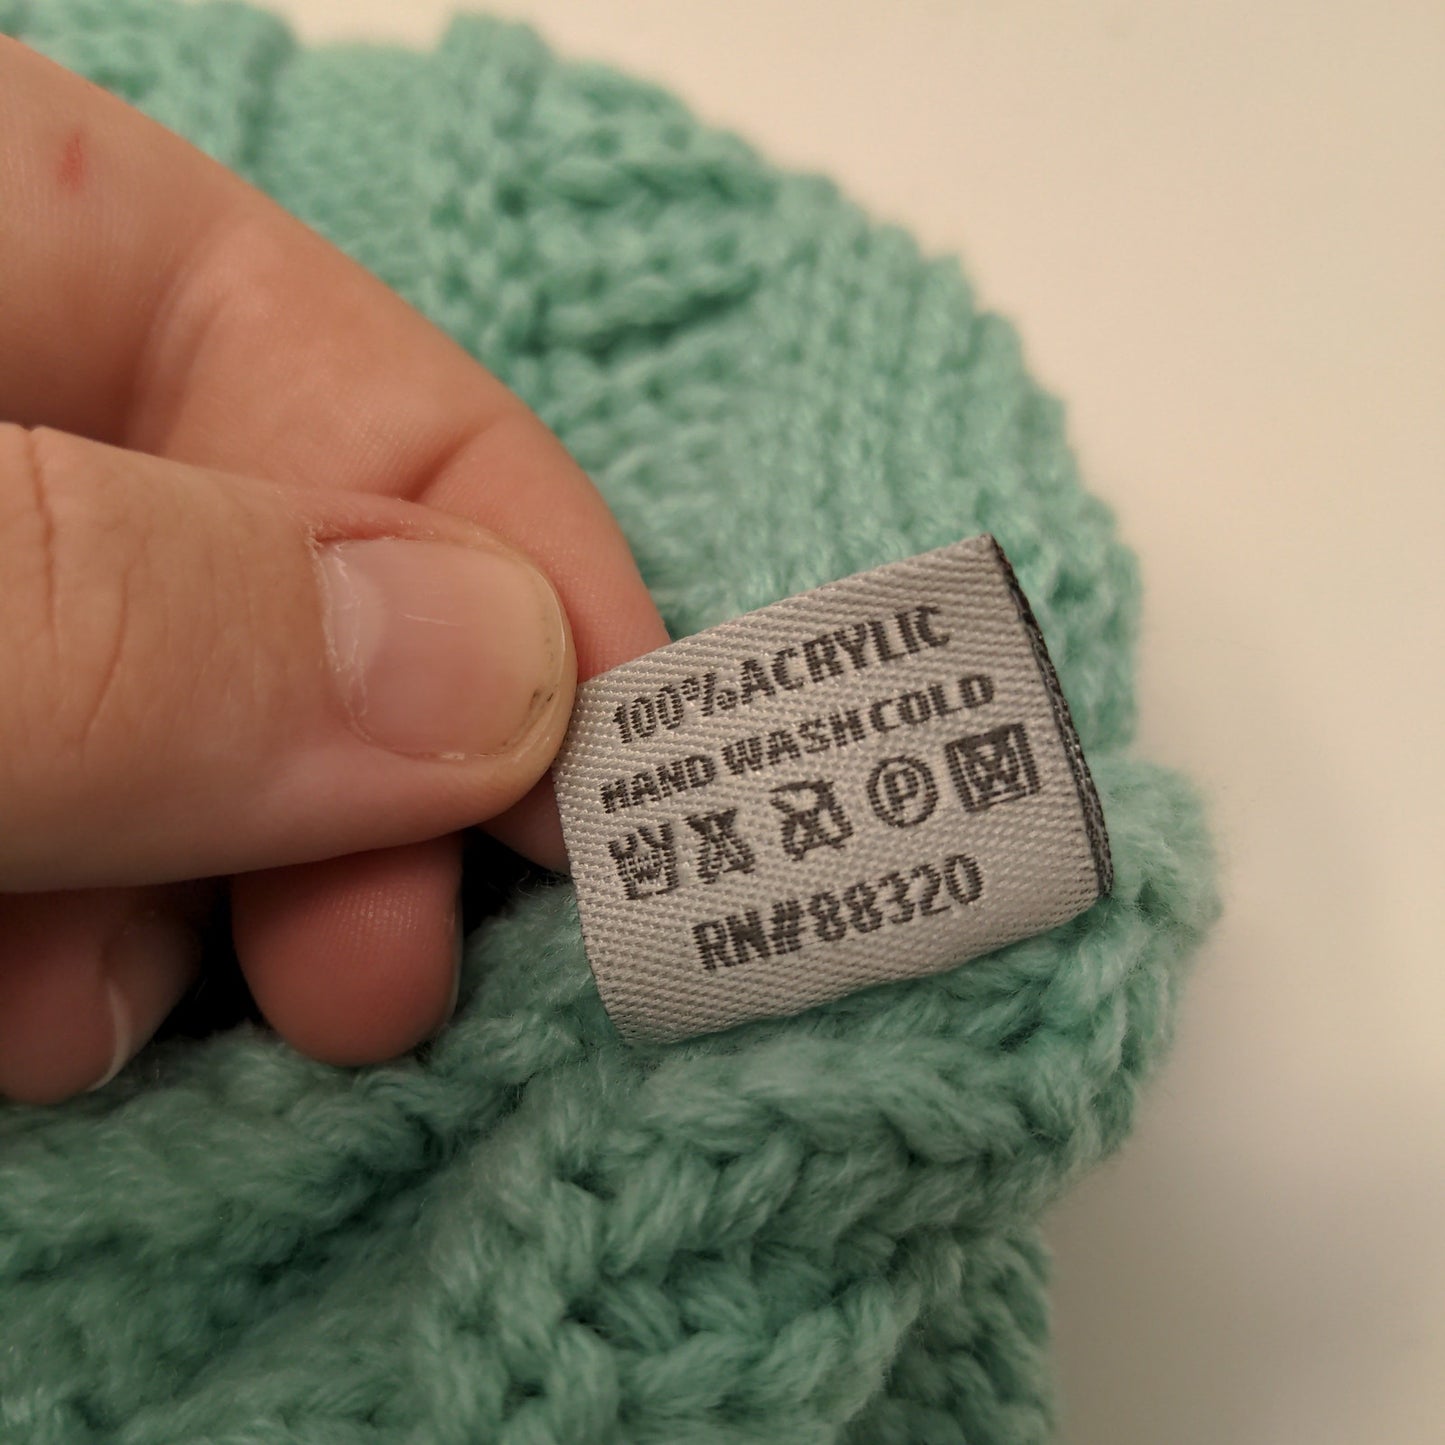 100% ACRYLIC
HAND WASH COLD
W P
RN#88320